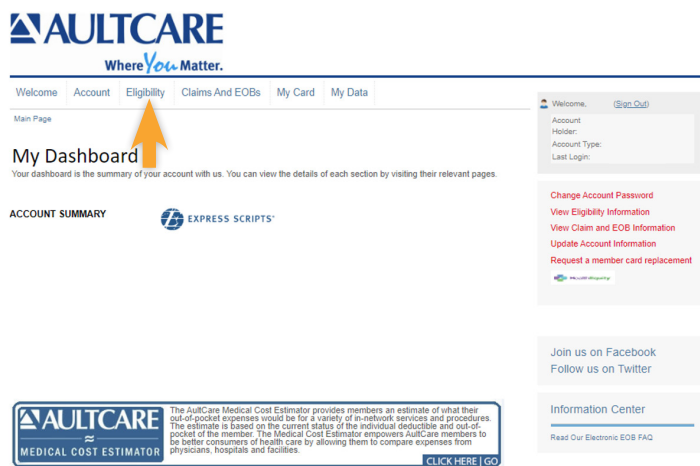 AULTCARE
Where You Matter.
Welcome Account Eligibility Claims And EOBs My Card My Data
Main Page
My Dashboard
Your dashboard is the summary of your account with us. You can view the details of each section by visiting their relevant pages.
ACCOUNT SUMMARY
EXPRESS SCRIPTS®
Welcome, (Sign Out)
Account
Holder:
Account Type:
Last Login:
Change Account Password
View Eligibility Information
View Claim and EOB Information
Update Account Information
Request a member card replacement
HealthEquity
Join us on Facebook
Follow us on Twitter
Information Center
Read Our Electronic EOB FAQ
AULTCARE
MEDICAL COST ESTIMATOR
The AultCare Medical Cost Estimator provides members an estimate of what their
out-of-pocket expenses would be for a variety of in-network services and procedures.
The estimate is based on the current status of the individual deductible and out-of-
pocket of the member. The Medical Cost Estimator empowers AultCare members to
be better consumers of health care by allowing them to compare expenses from
physicians, hospitals and facilities.
CLICK HERE | GO